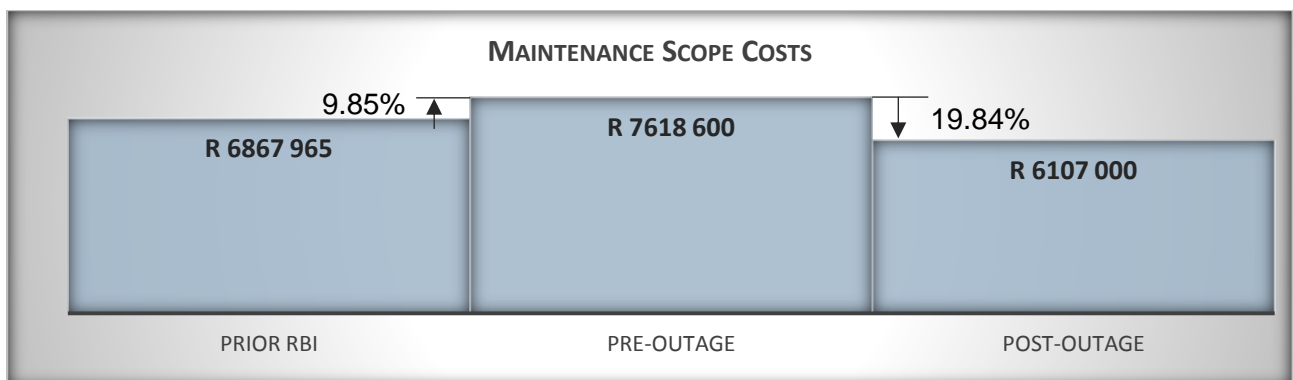 MAINTENANCE SCOPE COSTS
9.85%
R 7618 600
19.84%
R 6867 965
R 6107 000
PRIOR RBI
PRE-OUTAGE
POST-OUTAGE